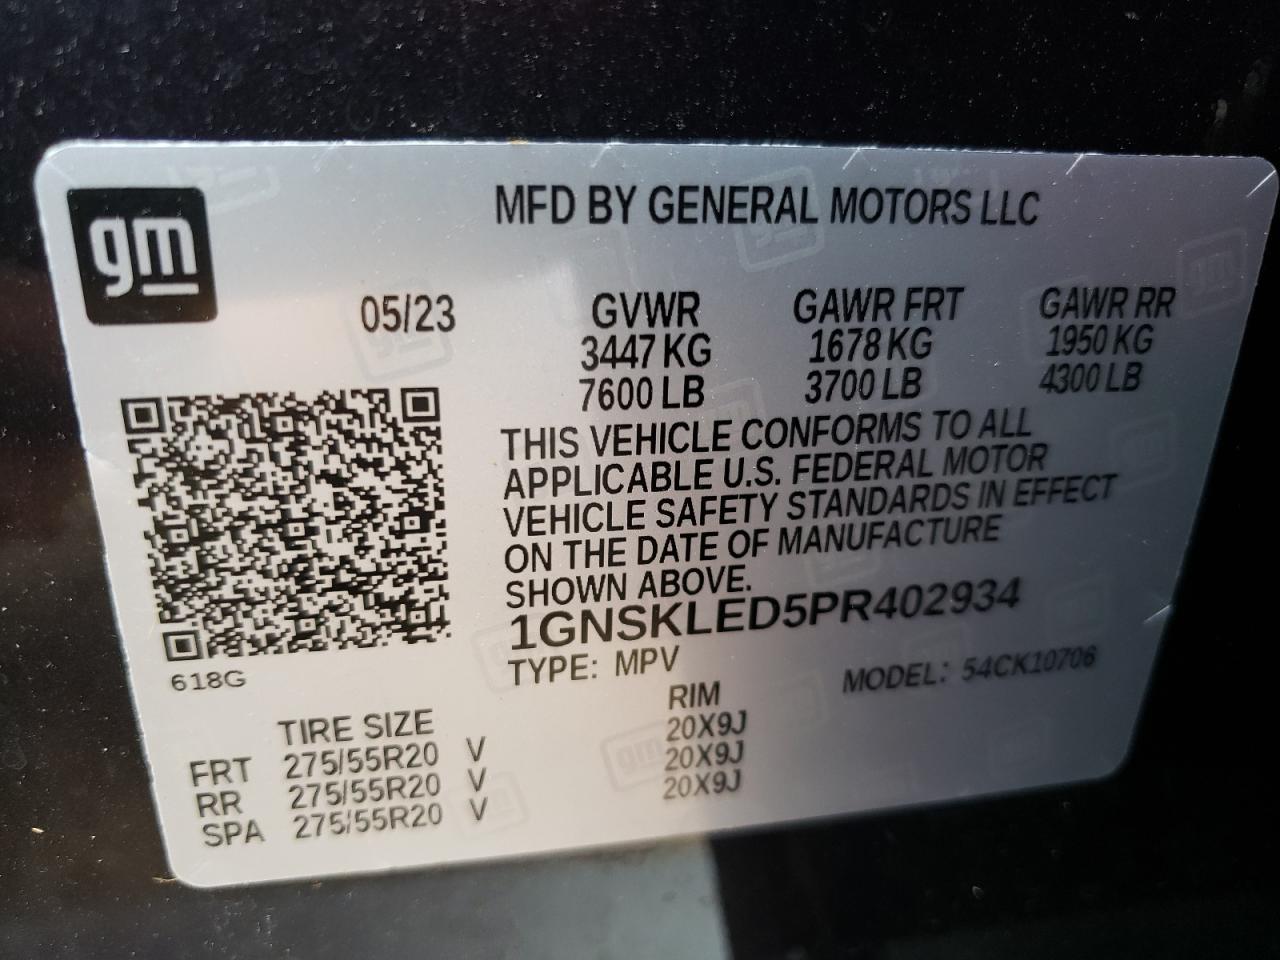 gm
MFD BY GENERAL MOTORS LLC
05/23 GVWR GAWR FRT GAWR RR
3447 KG 1678 KG 1950 KG
7600 LB 3700 LB 4300 LB
THIS VEHICLE CONFORMS TO ALL
APPLICABLE U.S. FEDERAL MOTOR
VEHICLE SAFETY STANDARDS IN EFFECT
ON THE DATE OF MANUFACTURE
SHOWN ABOVE.
1GNSKLED5PR402934
TYPE: MPV MODEL: 54CK10706
618G
TIRE SIZE RIM
FRT 275/55R20 V 20X9J
RR 275/55R20 V 20X9J
SPA 275/55R20 V 20X9J